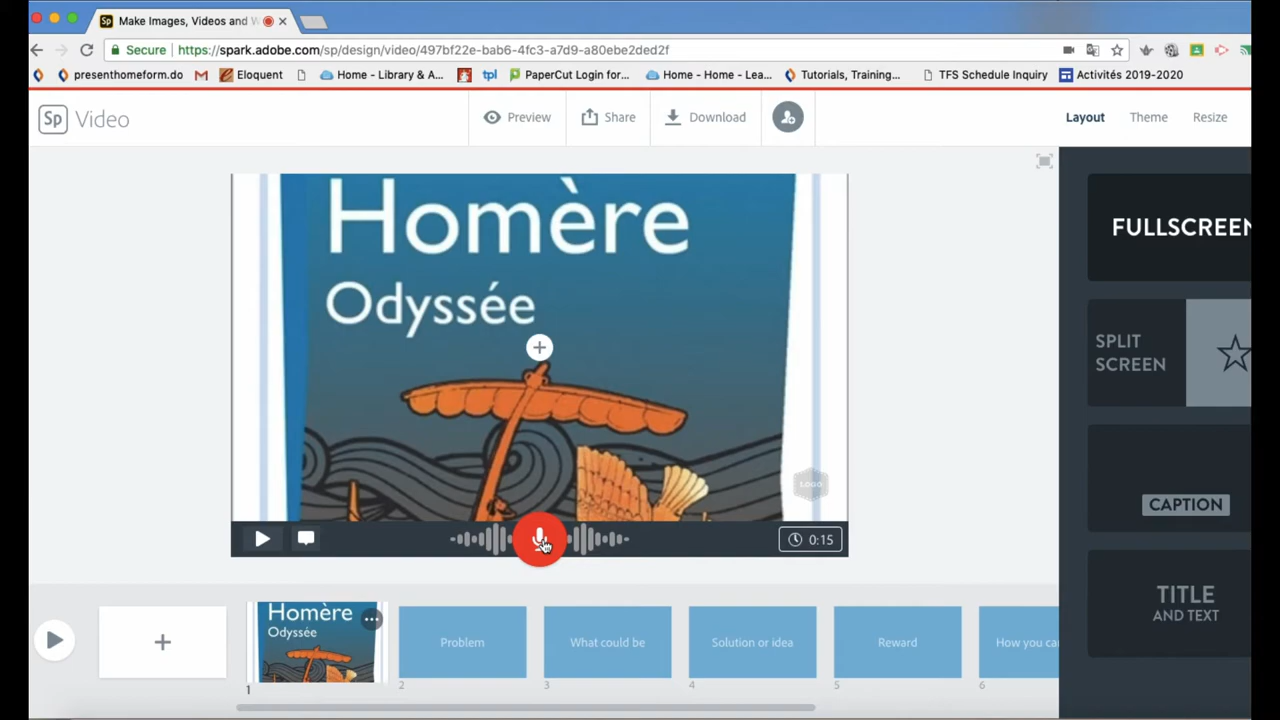 Sp Make Images, Videos and W
Secure https://spark.adobe.com/sp/design/video/497bf22e-bab6-4fc3-a7d9-a80ebe2ded2f
presenthomeform.do Eloquent Home - Library & A... tpl PaperCut Login for... Home - Home - Lea... Tutorials, Training... TFS Schedule Inquiry Activités 2019-2020
Sp Video Preview Share Download Layout Theme Resize
Homère
Odyssée
LOGO
0:15
FULLSCREEN
SPLIT
SCREEN
CAPTION
TITLE
AND TEXT
Homère
Odyssée
Problem What could be Solution or idea Reward How you can
1 2 3 4 5 6